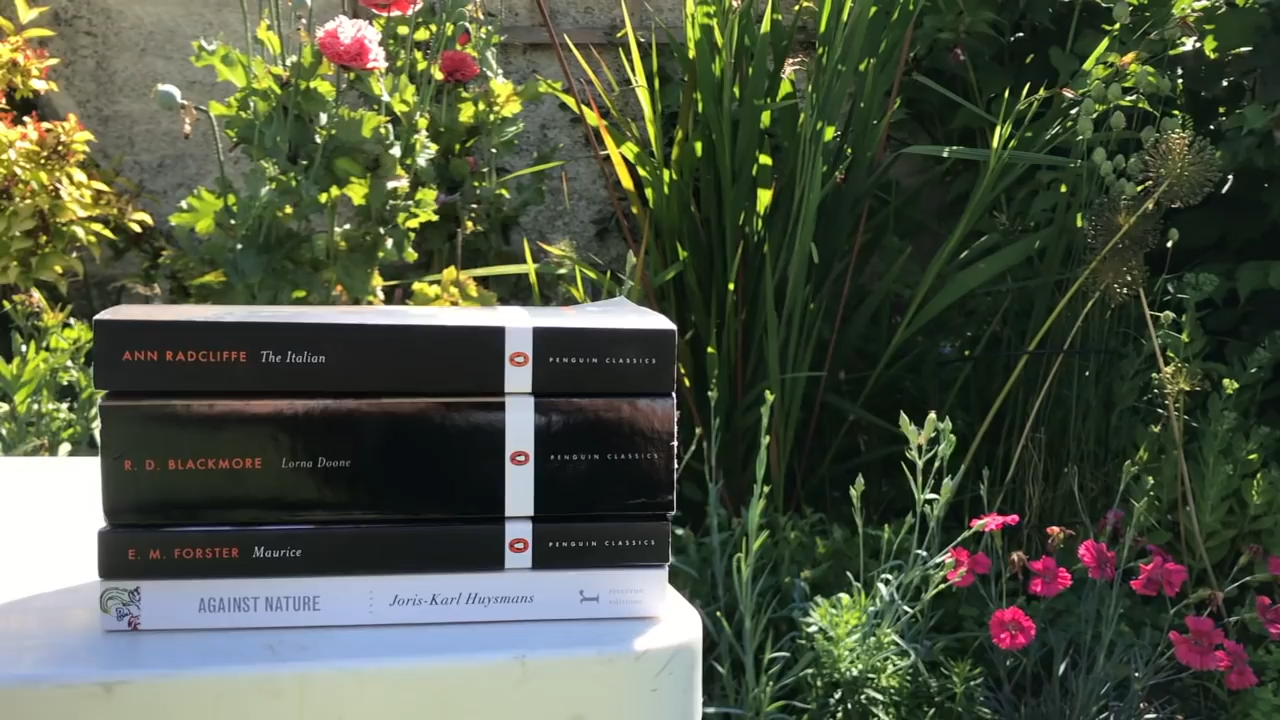 ANN RADCLIFFE The Italian PENGUIN CLASSICS
R. D. BLACKMORE Lorna Doone PENGUIN CLASSICS
E. M. FORSTER Maurice PENGUIN CLASSICS
AGAINST NATURE Joris-Karl Huysmans